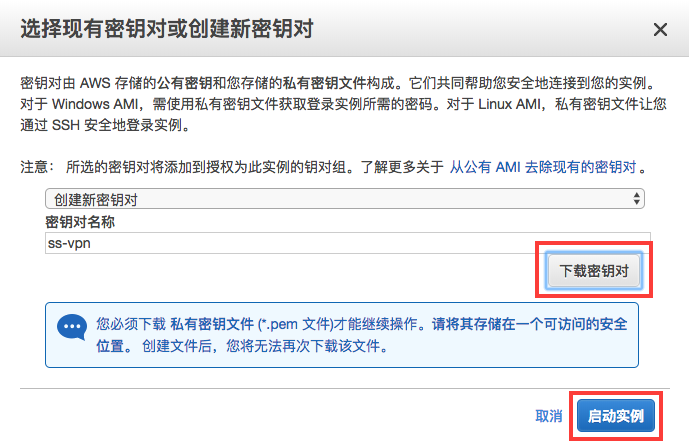 选择现有密钥对或创建新密钥对
密钥对由 AWS 存储的公有密钥和您存储的私有密钥文件构成。它们共同帮助您安全地连接到您的实例。
对于 Windows AMI，需使用私有密钥文件获取登录实例所需的密码。对于 Linux AMI，私有密钥文件让您
通过 SSH 安全地登录实例。
注意： 所选的密钥对将添加到授权为此实例的钥对组。了解更多关于 从公有 AMI 去除现有的密钥对 。
创建新密钥对
密钥对名称
ss-vpn
下载密钥对
您必须下载 私有密钥文件 (*.pem 文件)才能继续操作。请将其存储在一个可访问的安全
位置。 创建文件后，您将无法再次下载该文件。
取消 启动实例